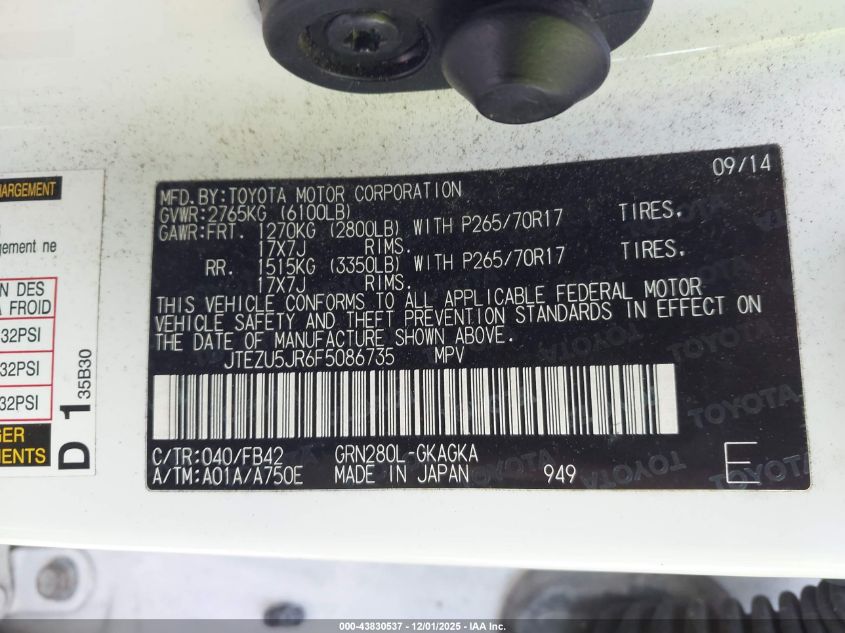 09/14
MFD.BY:TOYOTA MOTOR CORPORATION
GVWR:2765KG (6100LB)
GAWR:FRT. 1270KG (2800LB) WITH P265/70R17 TIRES,
17X7J RIMS.
RR. 1515KG (3350LB) WITH P265/70R17 TIRES,
17X7J RIMS.
THIS VEHICLE CONFORMS TO ALL APPLICABLE FEDERAL MOTOR
VEHICLE SAFETY AND THEFT PREVENTION STANDARDS IN EFFECT ON
THE DATE OF MANUFACTURE SHOWN ABOVE.
JTEZU5JR6F5086735 MPV
C/TR:040/FB42 GRN280L-GKAGKA
A/TM:A01A/A750E MADE IN JAPAN 949 E
TOYOTA
HARGEMENT
gement ne
N DES
A FROID
32PSI
32PSI
32PSI
GER
MENTS
D 1 35B30
000-43830537 - 12/01/2025 - IAA Inc.